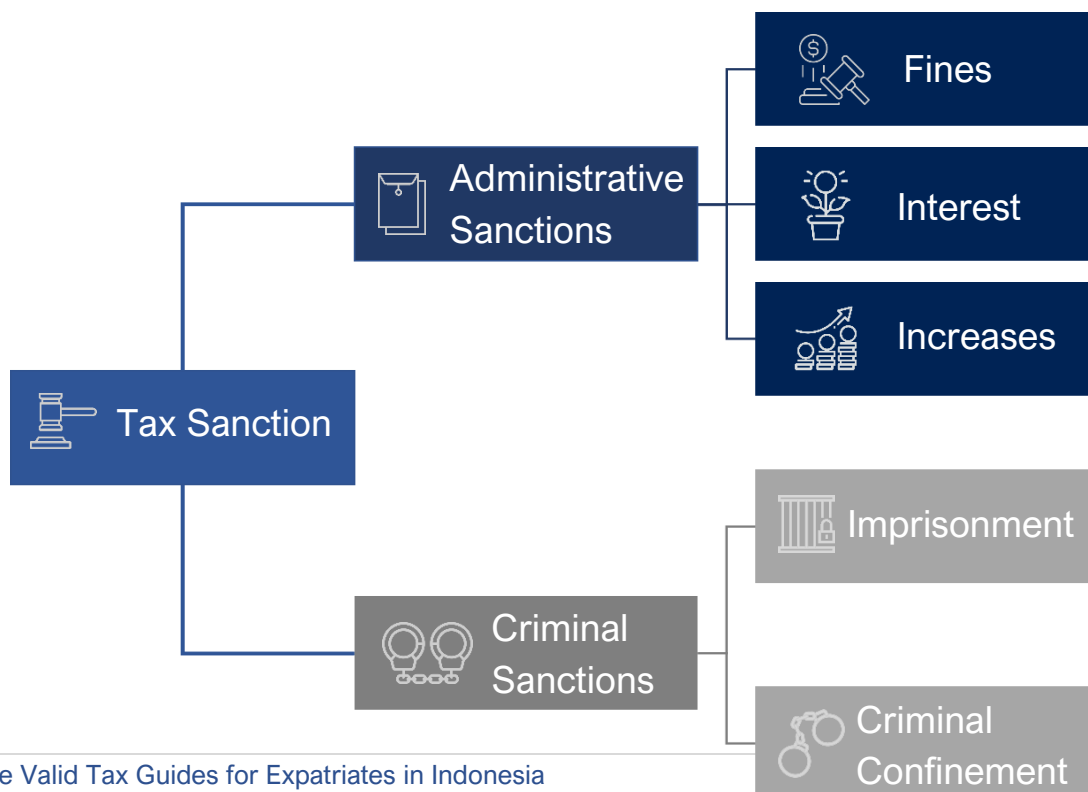 Fines
Administrative
Sanctions
Interest
Increases
Tax Sanction
Imprisonment
Criminal
Sanctions
Criminal
Confinement
e Valid Tax Guides for Expatriates in Indonesia